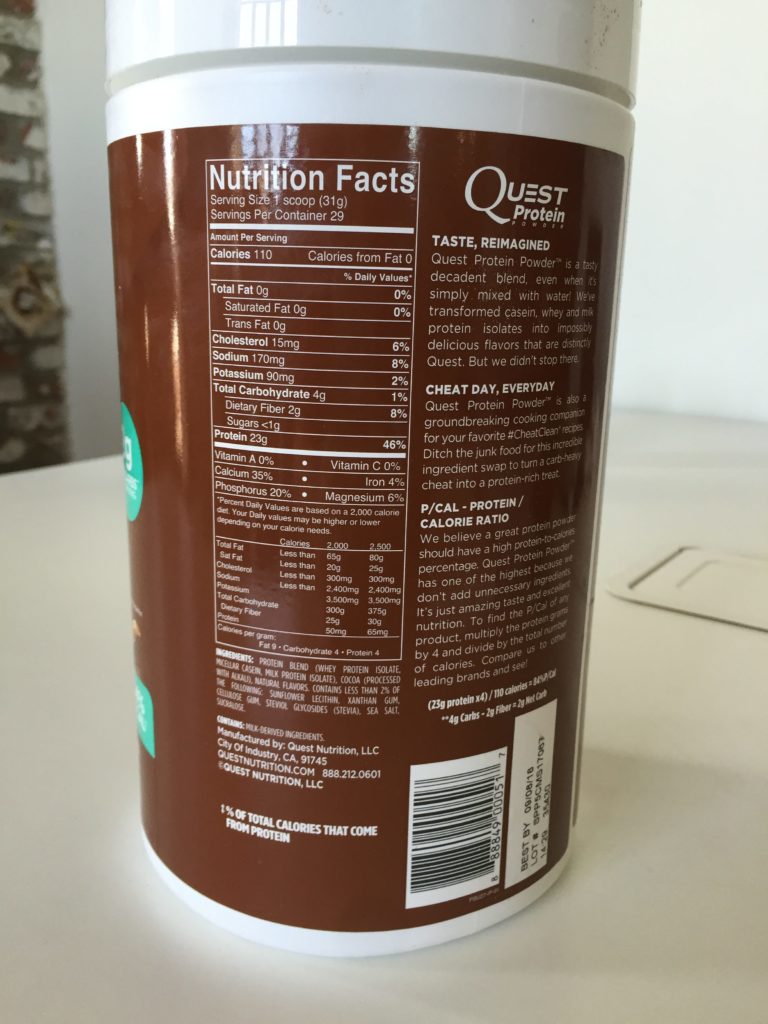 Nutrition Facts
Serving Size 1 scoop (31g)
Servings Per Container 29
Amount Per Serving
Calories 110 Calories from Fat 0
% Daily Values*
Total Fat 0g 0%
Saturated Fat 0g 0%
Trans Fat 0g
Cholesterol 15mg 6%
Sodium 170mg 8%
Potassium 90mg 2%
Total Carbohydrate 4g 1%
Dietary Fiber 2g 8%
Sugars <1g
Protein 23g 46%
Vitamin A 0% • Vitamin C 0%
Calcium 35% • Iron 4%
Phosphorus 20% • Magnesium 6%
*Percent Daily Values are based on a 2,000 calorie
diet. Your Daily values may be higher or lower
depending on your calorie needs.
Calories 2,000 2,500
Total Fat Less than 65g 80g
Sat Fat Less than 20g 25g
Cholesterol Less than 300mg 300mg
Sodium Less than 2,400mg 2,400mg
Potassium 3,500mg 3,500mg
Total Carbohydrate 300g 375g
Dietary Fiber 25g 30g
Protein 50mg 65mg
Calories per gram:
Fat 9 • Carbohydrate 4 • Protein 4
INGREDIENTS: PROTEIN BLEND (WHEY PROTEIN ISOLATE,
MICELLAR CASEIN, MILK PROTEIN ISOLATE), COCOA (PROCESSED
WITH ALKALI), NATURAL FLAVORS. CONTAINS LESS THAN 2% OF
THE FOLLOWING: SUNFLOWER LECITHIN, XANTHAN GUM,
CELLULOSE GUM, STEVIOL GLYCOSIDES (STEVIA), SEA SALT,
SUCRALOSE.
CONTAINS: MILK-DERIVED INGREDIENTS.
Manufactured by: Quest Nutrition, LLC
City Of Industry, CA, 91745
QUESTNUTRITION.COM 888.212.0601
©QUEST NUTRITION, LLC
‡% OF TOTAL CALORIES THAT COME
FROM PROTEIN
QUEST
Protein
POWDER
TASTE, REIMAGINED
Quest Protein Powder™ is a tasty
decadent blend, even when it's
simply mixed with water! We've
transformed casein, whey and milk
protein isolates into impossibly
delicious flavors that are distinctly
Quest. But we didn't stop there.
CHEAT DAY, EVERYDAY
Quest Protein Powder™ is also a
groundbreaking cooking companion
for your favorite #CheatClean® recipes.
Ditch the junk food for this incredible
ingredient swap to turn a carb-heavy
cheat into a protein-rich treat.
P/CAL - PROTEIN /
CALORIE RATIO
We believe a great protein powder
should have a high protein-to-calories
percentage. Quest Protein Powder™
has one of the highest because we
don't add unnecessary ingredients.
It's just amazing taste and excellent
nutrition. To find the P/Cal of any
product, multiply the protein grams
by 4 and divide by the total number
of calories. Compare us to other
leading brands and see!
(23g protein x4) / 110 calories = 84%P/Cal
**4g Carbs - 2g Fiber = 2g Net Carb
8 88849 00051 7
BEST BY 09/08/18
LOT # SPP5CMS17067
14:29 35430